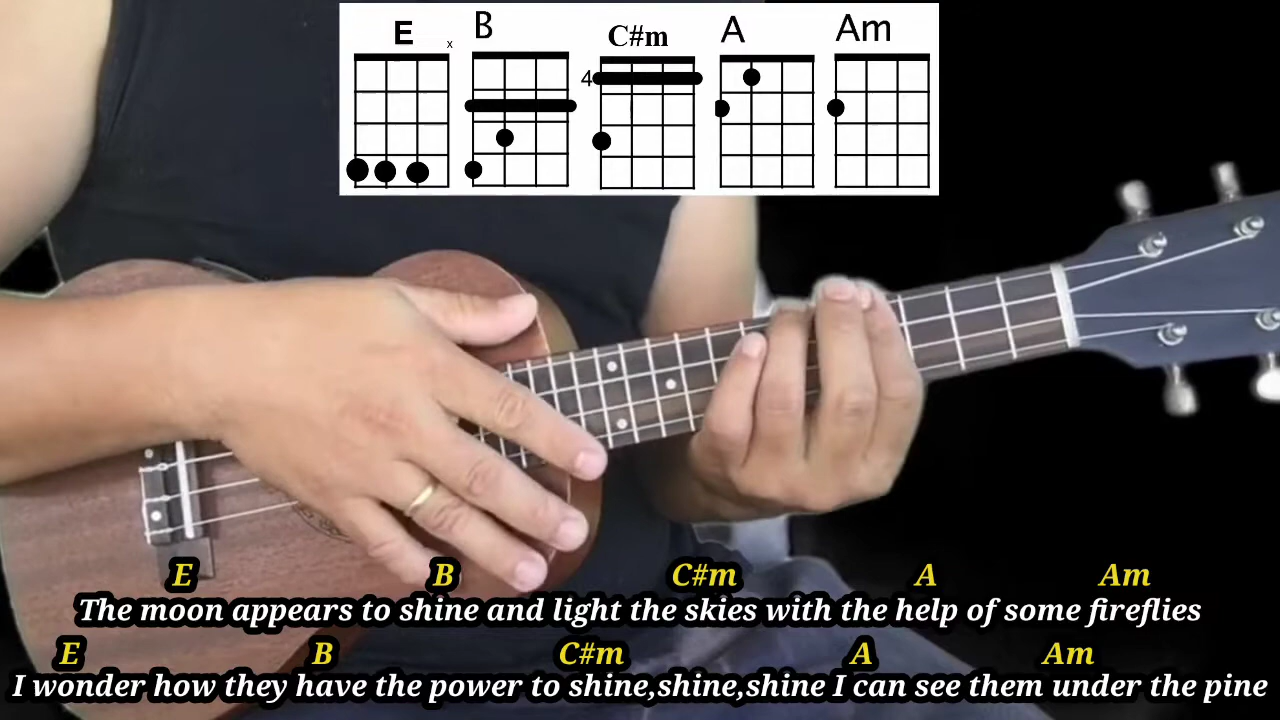 E x B C#m A Am
4
E B C#m A Am
The moon appears to shine and light the skies with the help of some fireflies
E B C#m A Am
I wonder how they have the power to shine,shine,shine I can see them under the pine